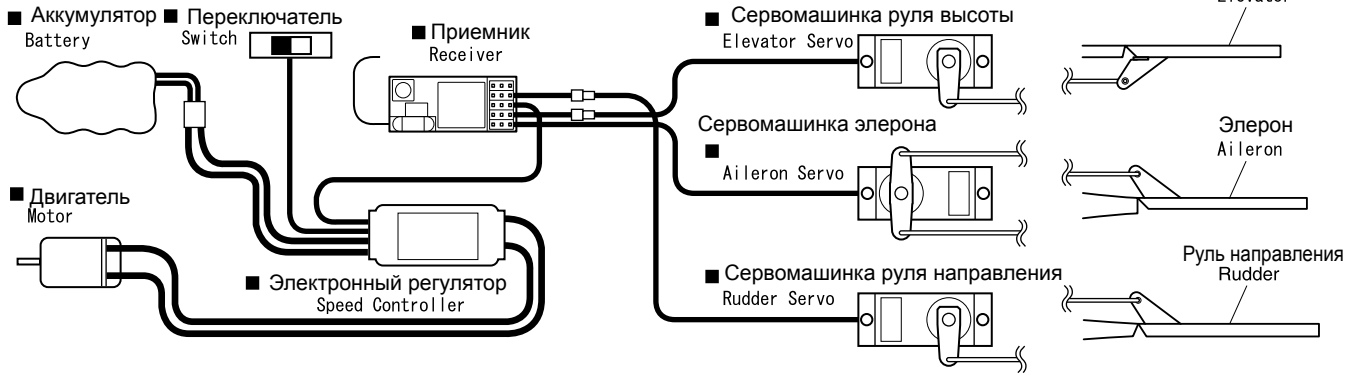 ■ Аккумулятор
Battery
■ Переключатель
Switch
■ Приемник
Receiver
■ Сервомашинка руля высоты
Elevator Servo
Сервомашинка элерона
■ Aileron Servo
Элерон
Aileron
■ Двигатель
Motor
■ Электронный регулятор
Speed Controller
■ Сервомашинка руля направления
Rudder Servo
Руль направления
Rudder